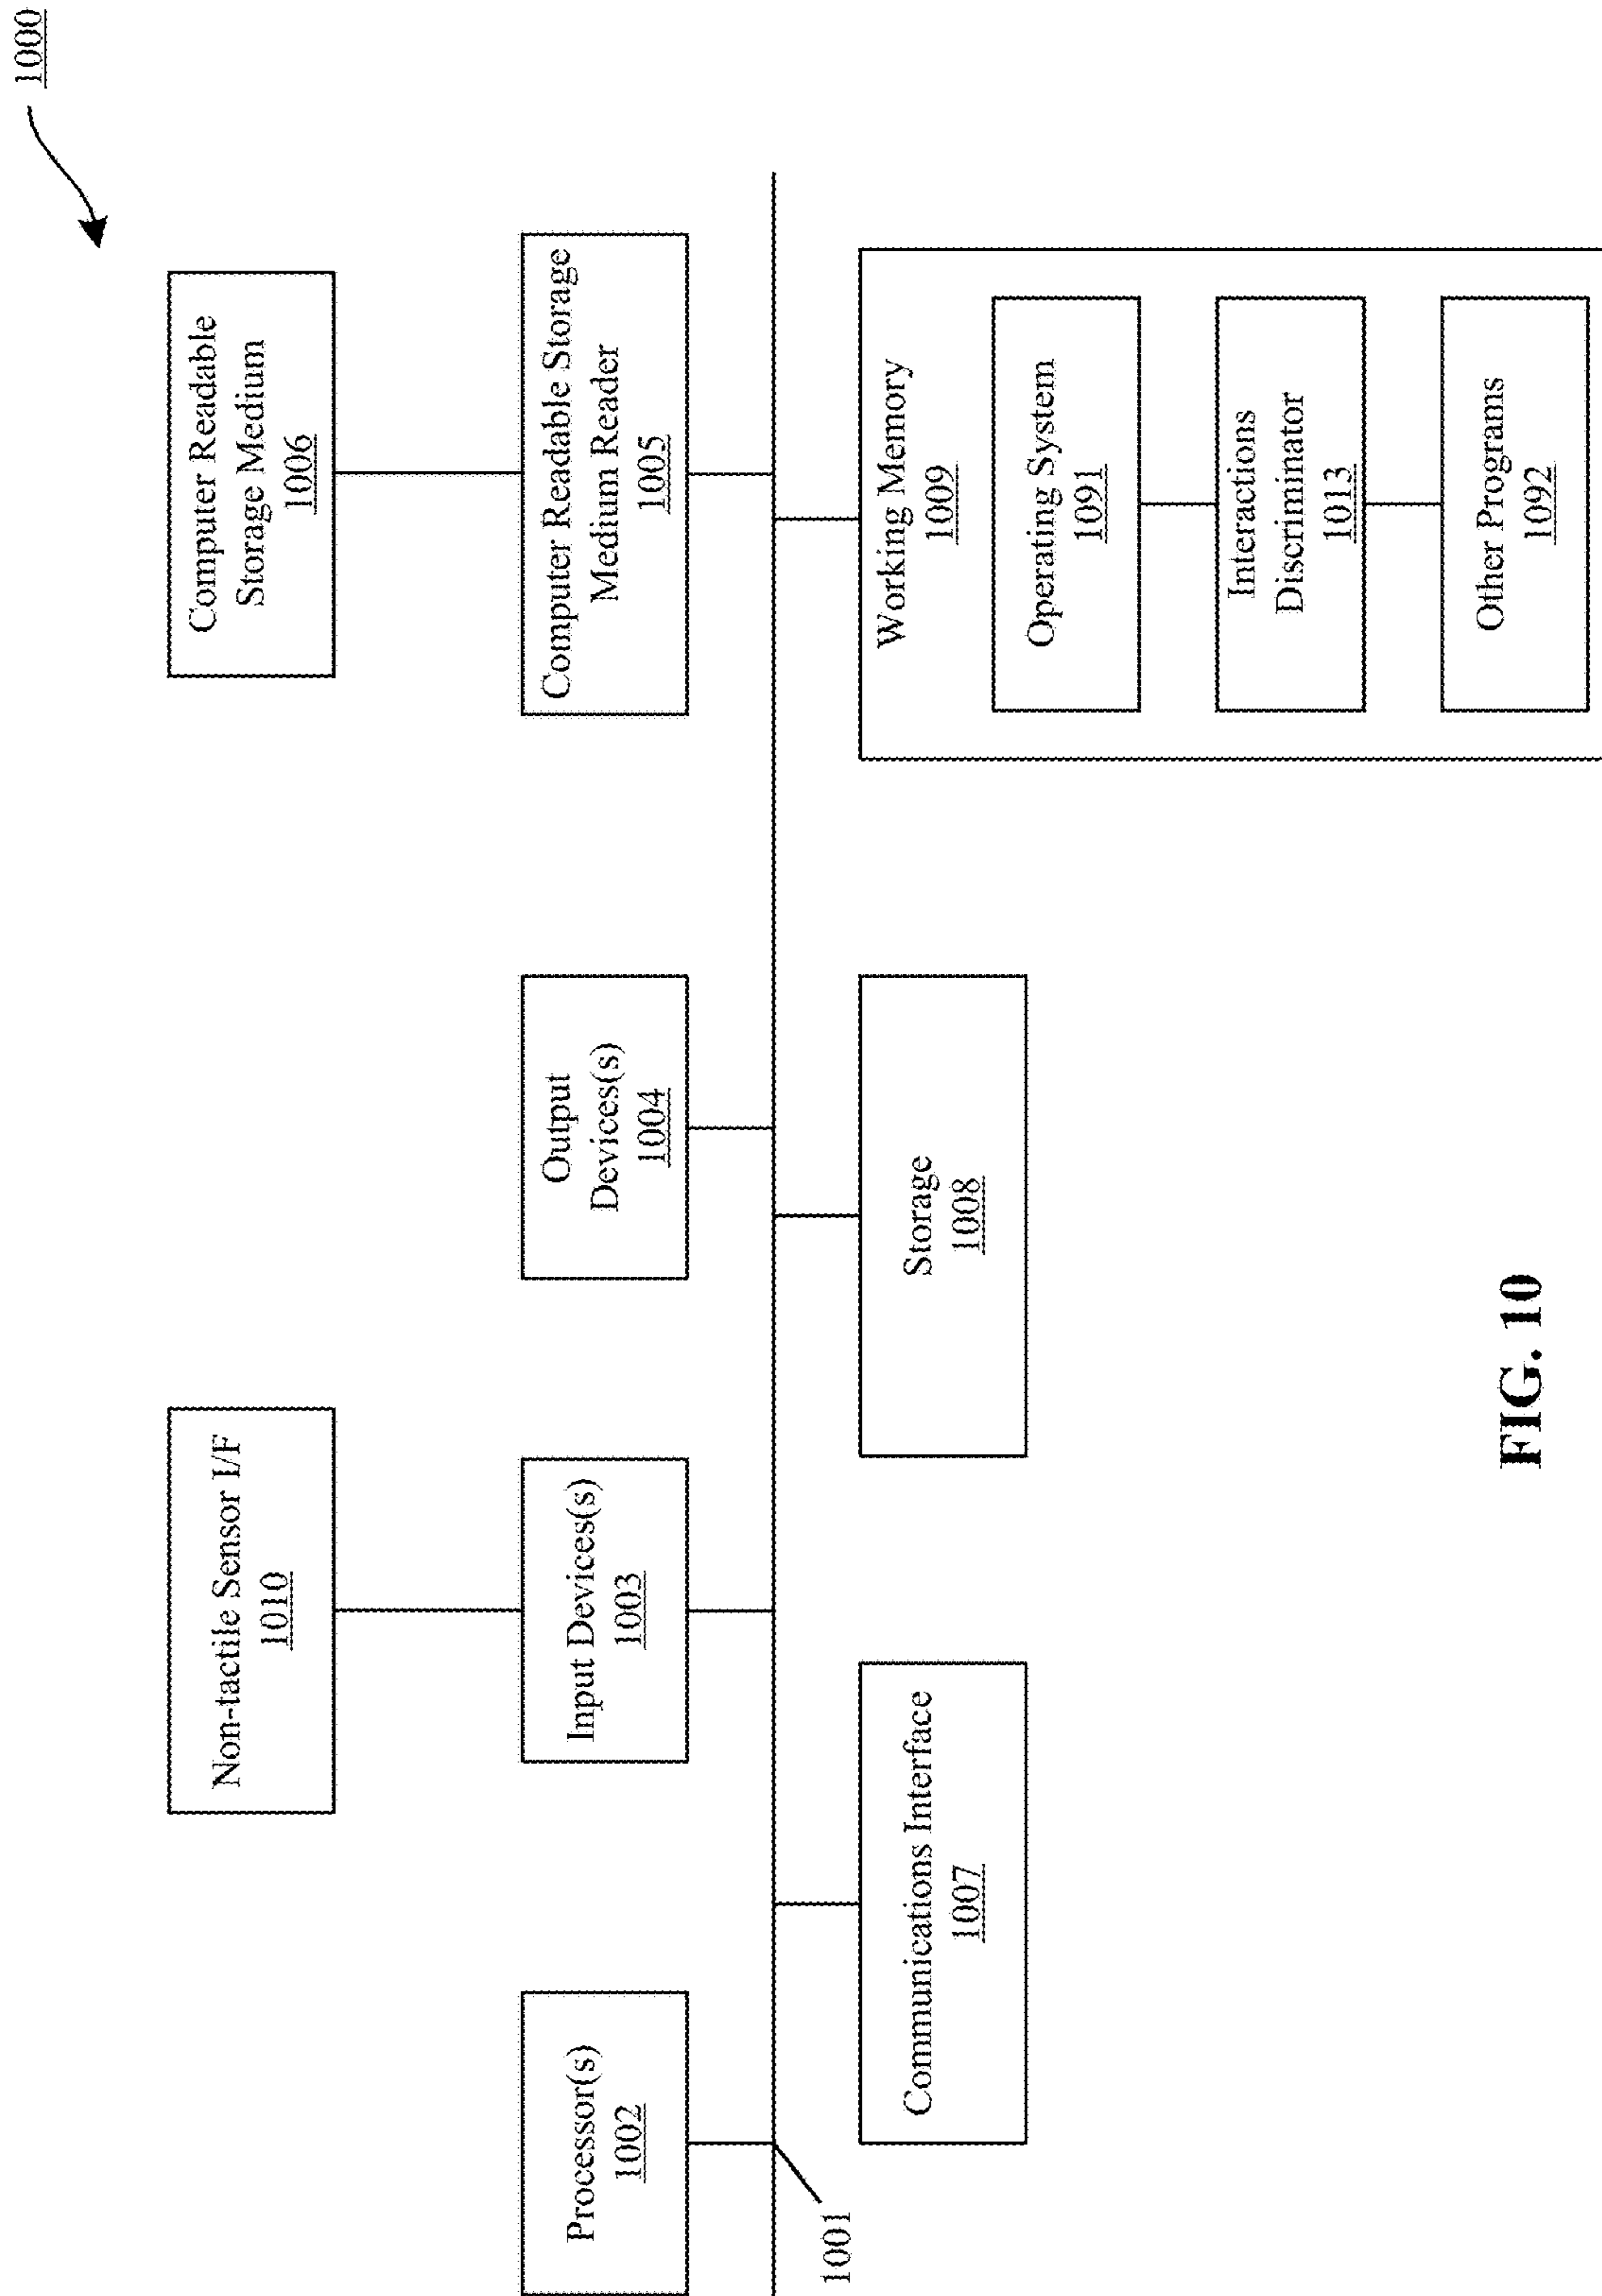 1000
Non-tactile Sensor I/F
1010
Computer Readable
Storage Medium
1006
Processor(s)
1002
Input Devices(s)
1003
Output
Devices(s)
1004
Computer Readable Storage
Medium Reader
1005
1001
Communications Interface
1007
Storage
1008
Working Memory
1009
Operating System
1091
Interactions
Discriminator
1013
Other Programs
1092
FIG. 10